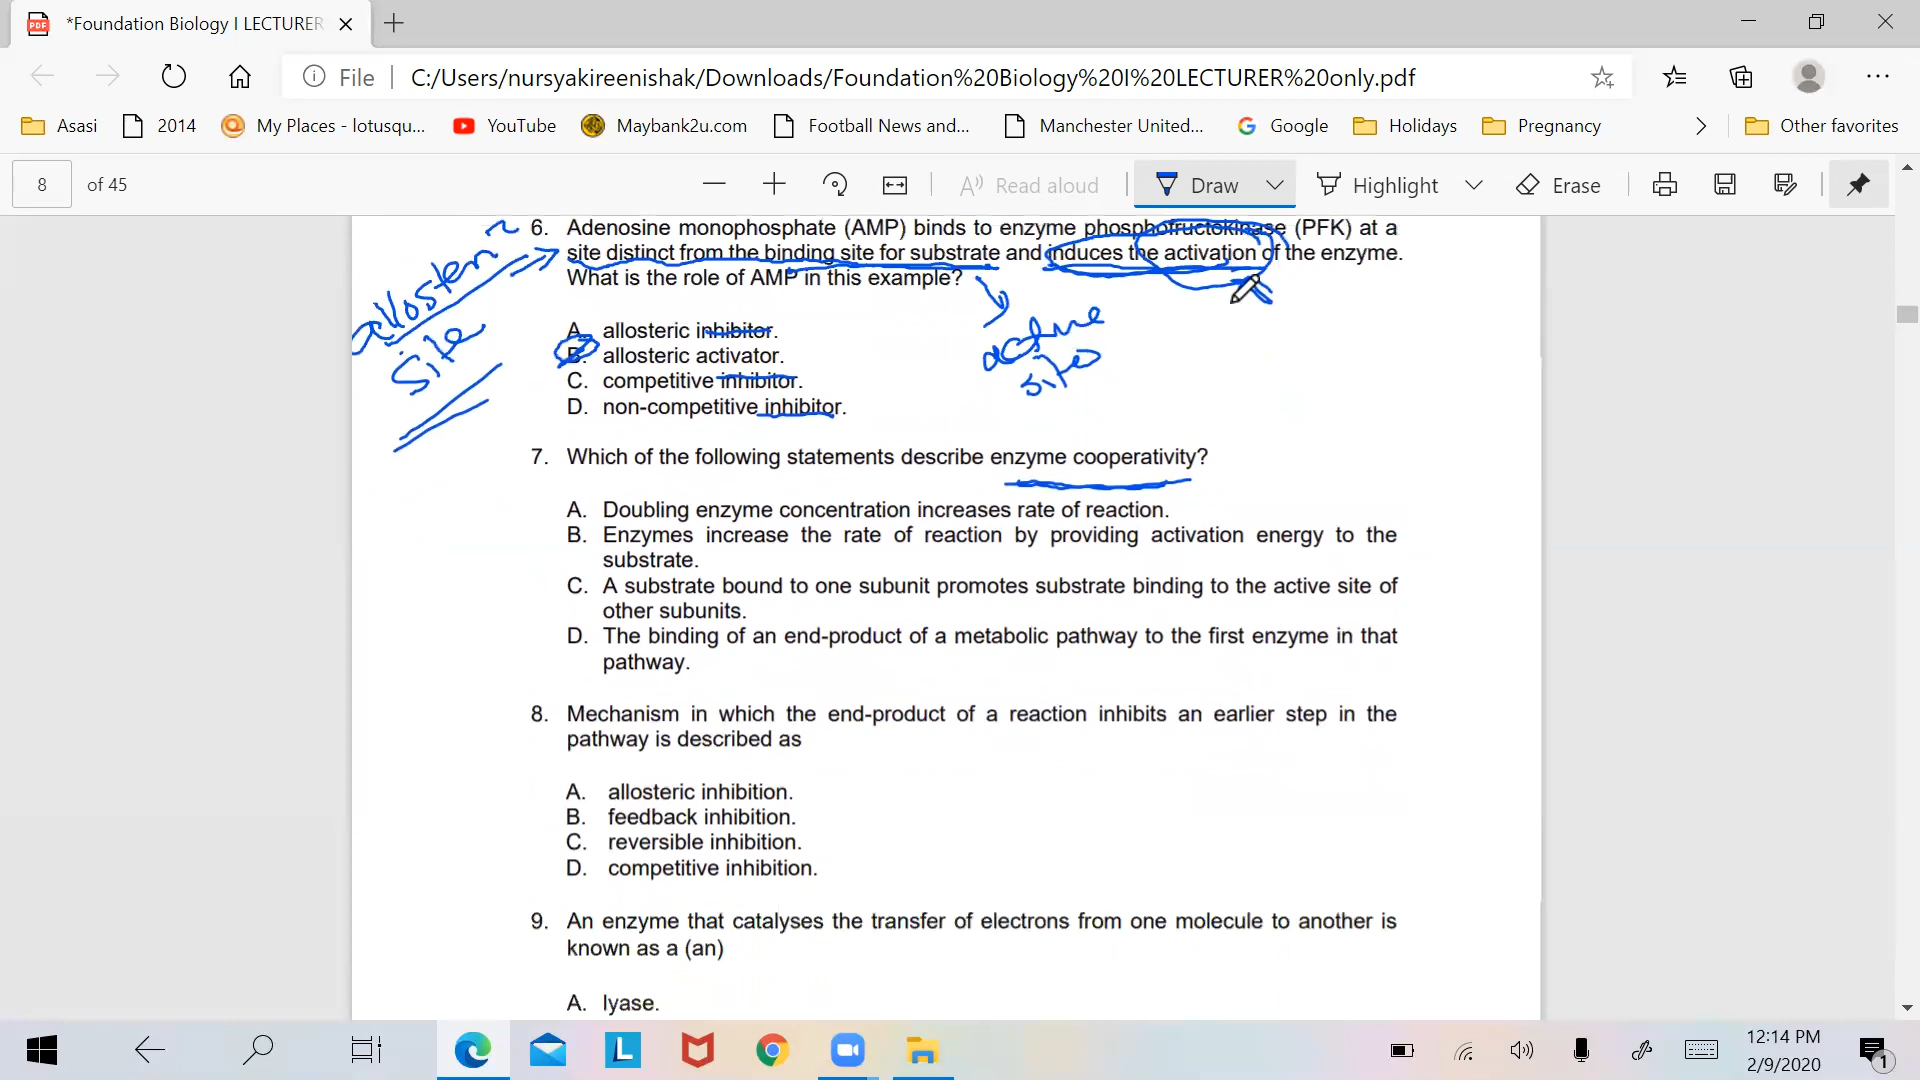 *Foundation Biology I LECTURER
File
C:/Users/nursyakireenishak/Downloads/Foundation%20Biology%20I%20LECTURER%20only.pdf
Asasi
2014
My Places - lotusqu...
YouTube
Maybank2u.com
Football News and...
Manchester United...
Google
Holidays
Pregnancy
Other favorites
8 of 45
Read aloud
Draw
Highlight
Erase
6. Adenosine monophosphate (AMP) binds to enzyme phosphofructokinase (PFK) at a
site distinct from the binding site for substrate and induces the activation of the enzyme.
What is the role of AMP in this example?
allosteric
site
active
site
A. allosteric inhibitor.
B. allosteric activator.
C. competitive inhibitor.
D. non-competitive inhibitor.
7. Which of the following statements describe enzyme cooperativity?
A. Doubling enzyme concentration increases rate of reaction.
B. Enzymes increase the rate of reaction by providing activation energy to the
substrate.
C. A substrate bound to one subunit promotes substrate binding to the active site of
other subunits.
D. The binding of an end-product of a metabolic pathway to the first enzyme in that
pathway.
8. Mechanism in which the end-product of a reaction inhibits an earlier step in the
pathway is described as
A. allosteric inhibition.
B. feedback inhibition.
C. reversible inhibition.
D. competitive inhibition.
9. An enzyme that catalyses the transfer of electrons from one molecule to another is
known as a (an)
A. lyase.
12:14 PM
2/9/2020
1